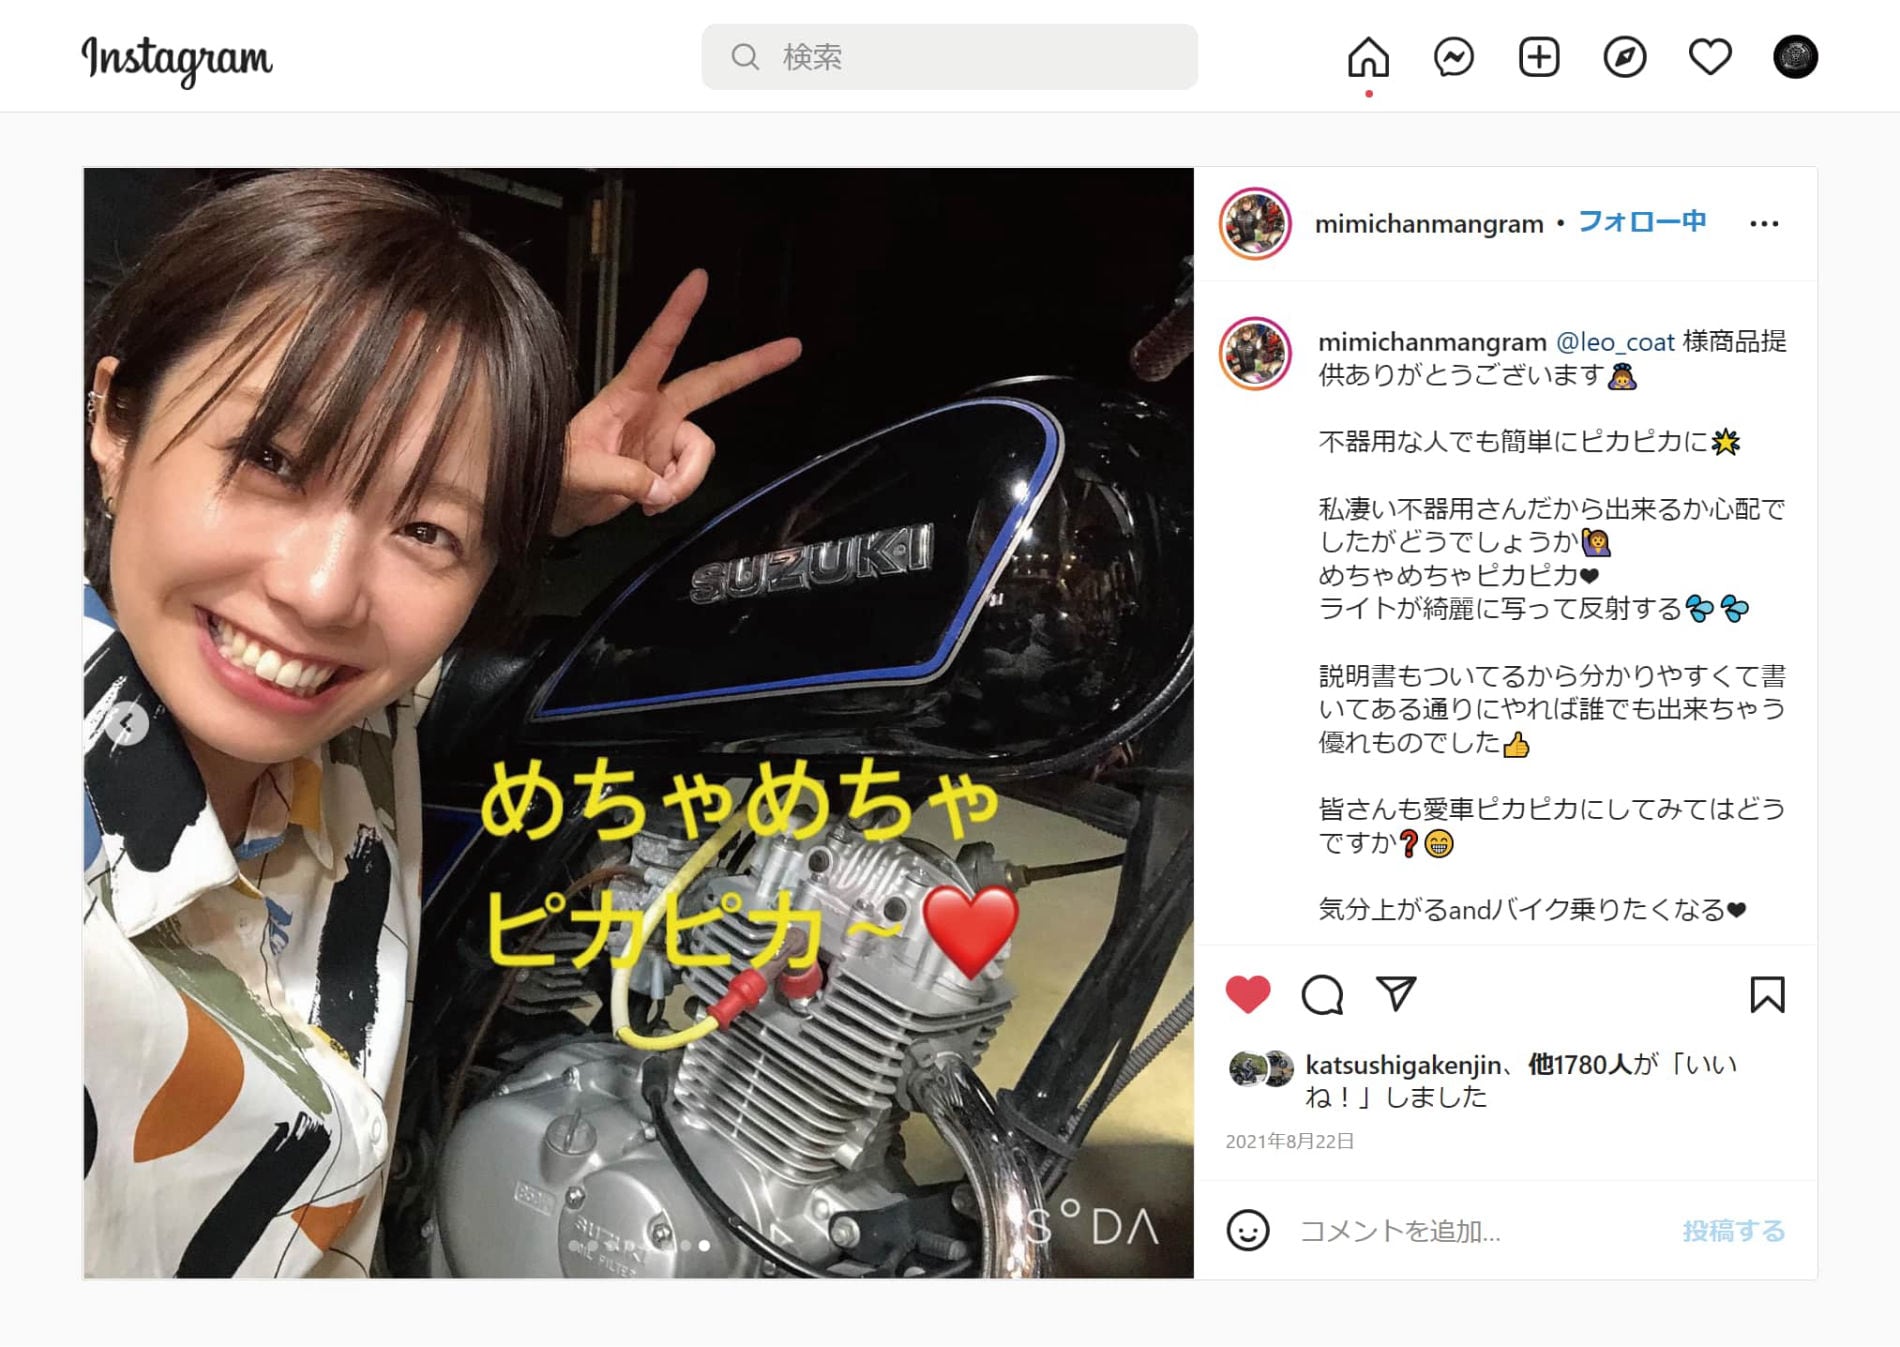 Instagram
検索
SUZUKI
めちゃめちゃ
ピカピカ~❤️
SUZUKI
OIL FILTER
S°DA
mimichanmangram • フォロー中
mimichanmangram @leo_coat 様商品提
供ありがとうございます🙇‍♀️
不器用な人でも簡単にピカピカに🌟
私凄い不器用さんだから出来るか心配で
したがどうでしょうか🙋‍♀️
めちゃめちゃピカピカ❤
ライトが綺麗に写って反射する💦💦
説明書もついてるから分かりやすくて書
いてある通りにやれば誰でも出来ちゃう
優れものでした👍
皆さんも愛車ピカピカにしてみてはどう
ですか❓😁
気分上がるandバイク乗りたくなる❤
katsushigakenjin、他1780人が「いい
ね！」しました
2021年8月22日
コメントを追加...
投稿する